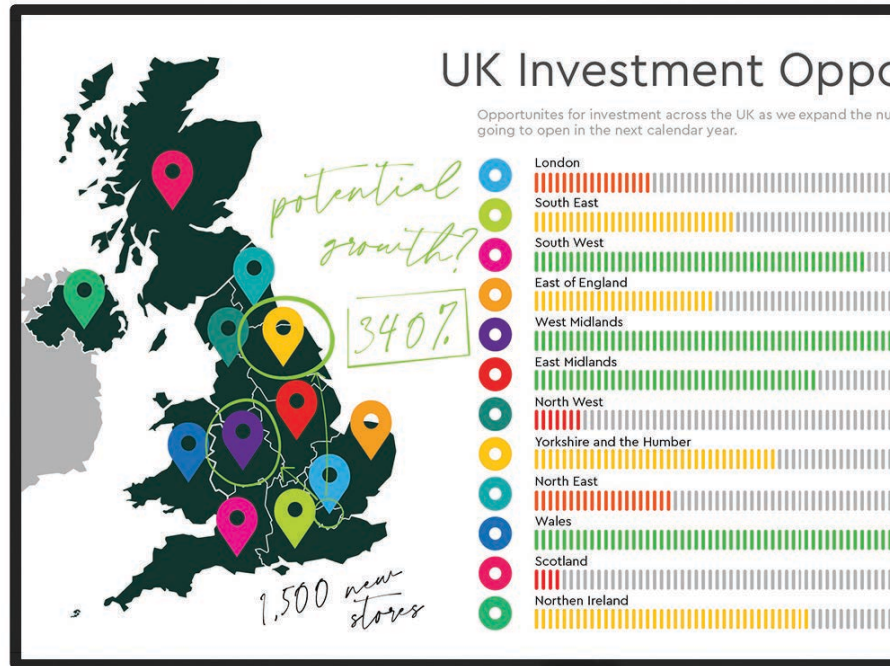 UK Investment Oppo
Opportunites for investment across the UK as we expand the nu
going to open in the next calendar year.
potential
growth?
340%
1,500 new
stores
London
South East
South West
East of England
West Midlands
East Midlands
North West
Yorkshire and the Humber
North East
Wales
Scotland
Northen Ireland